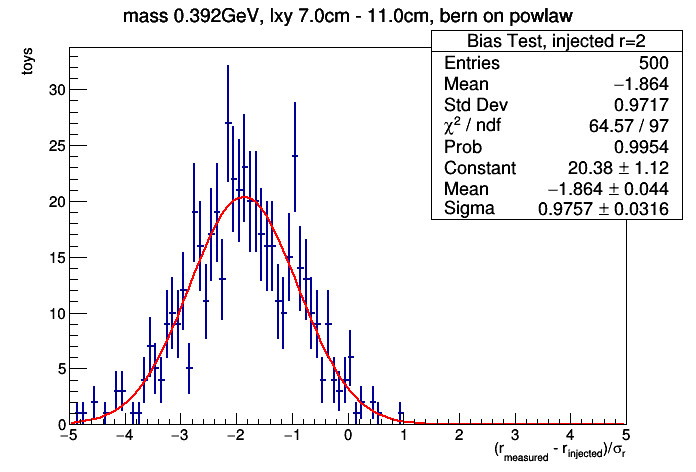 mass 0.392GeV, lxy 7.0cm - 11.0cm, bern on powlaw
Bias Test, injected r=2
Entries 500
Mean −1.864
Std Dev 0.9717
χ² / ndf 64.57 / 97
Prob 0.9954
Constant 20.38 ± 1.12
Mean −1.864 ± 0.044
Sigma 0.9757 ± 0.0316
toys
30
25
20
15
10
5
0
−5 −4 −3 −2 −1 0 1 2 3 4 5
(r_measured - r_injected)/σ_r